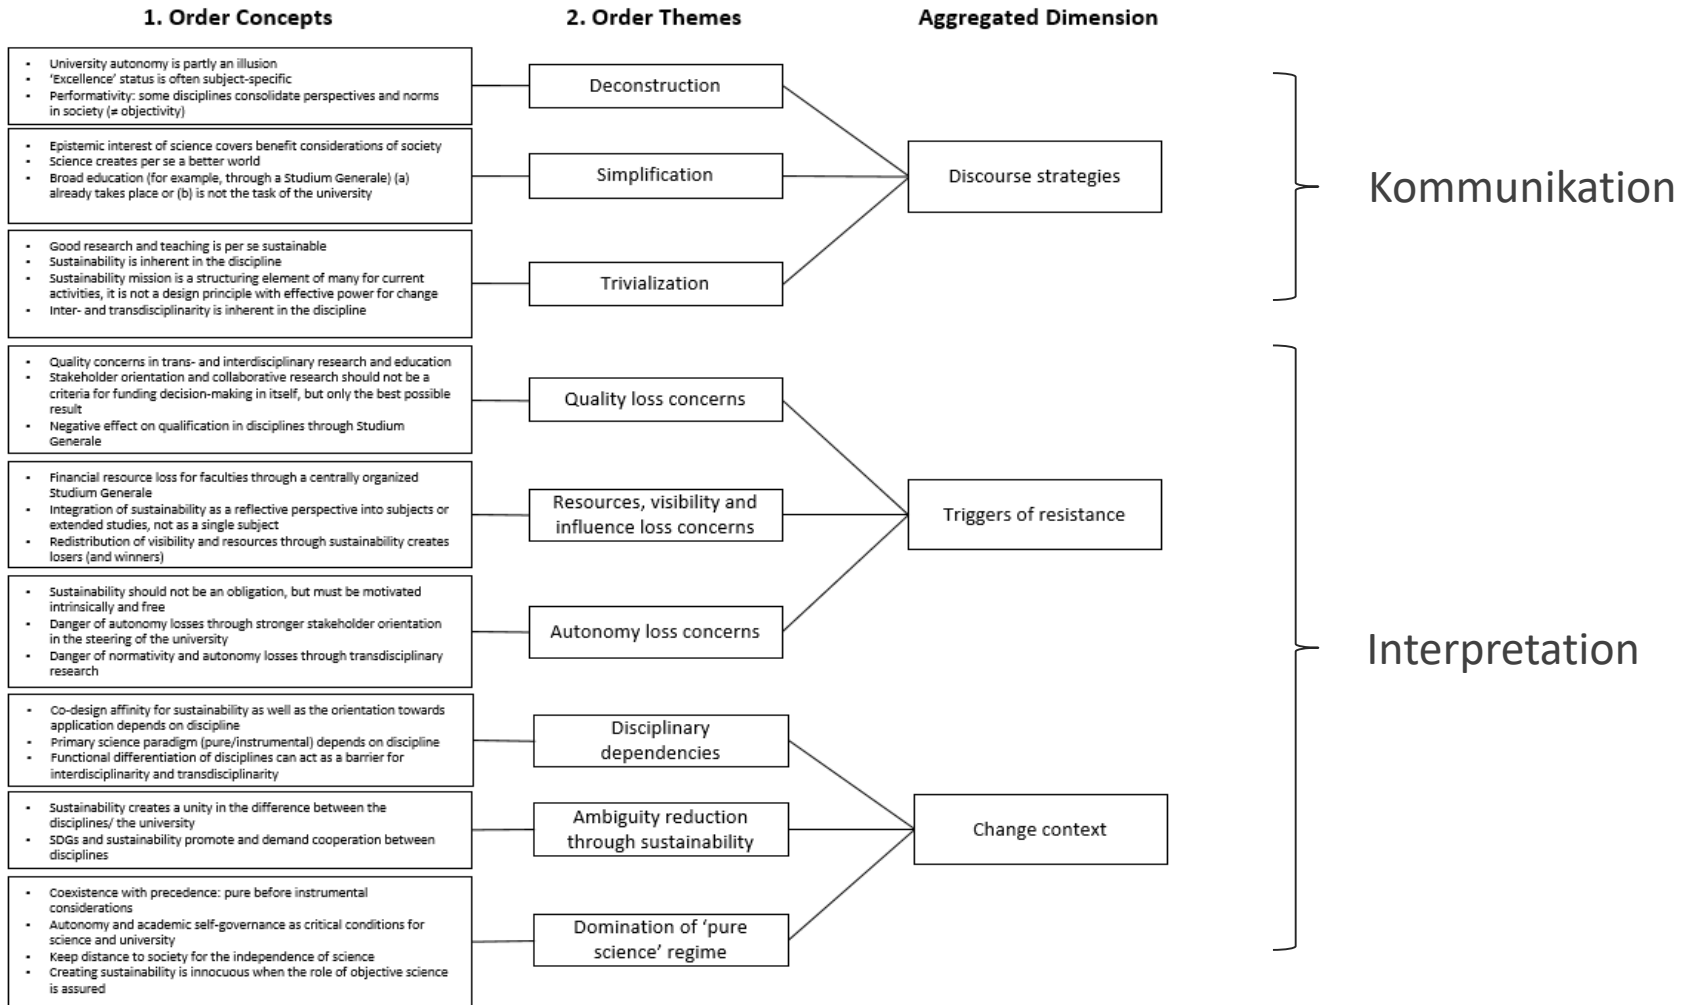 1. Order Concepts
2. Order Themes
Aggregated Dimension
• University autonomy is partly an illusion
• 'Excellence' status is often subject-specific
• Performativity: some disciplines consolidate perspectives and norms
in society (≠ objectivity)
Deconstruction
• Epistemic interest of science covers benefit considerations of society
• Science creates per se a better world
• Broad education (for example, through a Studium Generale) (a)
already takes place or (b) is not the task of the university
Simplification
• Good research and teaching is per se sustainable
• Sustainability is inherent in the discipline
• Sustainability mission is a structuring element of many for current
activities, it is not a design principle with effective power for change
• Inter- and transdisciplinarity is inherent in the discipline
Trivialization
Discourse strategies
Kommunikation
• Quality concerns in trans- and interdisciplinary research and education
• Stakeholder orientation and collaborative research should not be a
criteria for funding decision-making in itself, but only the best possible
result
• Negative effect on qualification in disciplines through Studium
Generale
Quality loss concerns
• Financial resource loss for faculties through a centrally organized
Studium Generale
• Integration of sustainability as a reflective perspective into subjects or
extended studies, not as a single subject
• Redistribution of visibility and resources through sustainability creates
losers (and winners)
Resources, visibility and
influence loss concerns
• Sustainability should not be an obligation, but must be motivated
intrinsically and free
• Danger of autonomy losses through stronger stakeholder orientation
in the steering of the university
• Danger of normativity and autonomy losses through transdisciplinary
research
Autonomy loss concerns
Triggers of resistance
• Co-design affinity for sustainability as well as the orientation towards
application depends on discipline
• Primary science paradigm (pure/instrumental) depends on discipline
• Functional differentiation of disciplines can act as a barrier for
interdisciplinarity and transdisciplinarity
Disciplinary
dependencies
• Sustainability creates a unity in the difference between the
disciplines/ the university
• SDGs and sustainability promote and demand cooperation between
disciplines
Ambiguity reduction
through sustainability
• Coexistence with precedence: pure before instrumental
considerations
• Autonomy and academic self-governance as critical conditions for
science and university
• Keep distance to society for the independence of science
• Creating sustainability is innocuous when the role of objective science
is assured
Domination of 'pure
science' regime
Change context
Interpretation